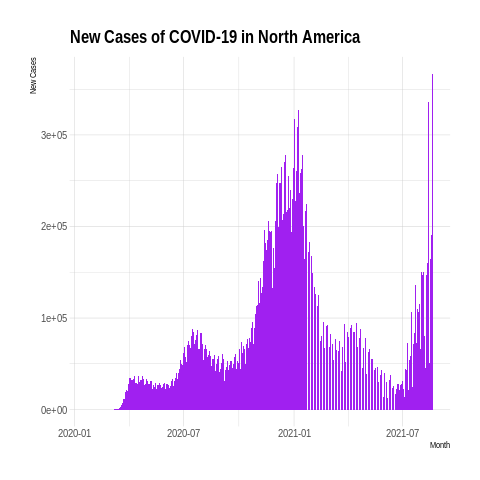 New Cases of COVID-19 in North America
New Cases
3e+05
2e+05
1e+05
0e+00
2020-01 2020-07 2021-01 2021-07
Month